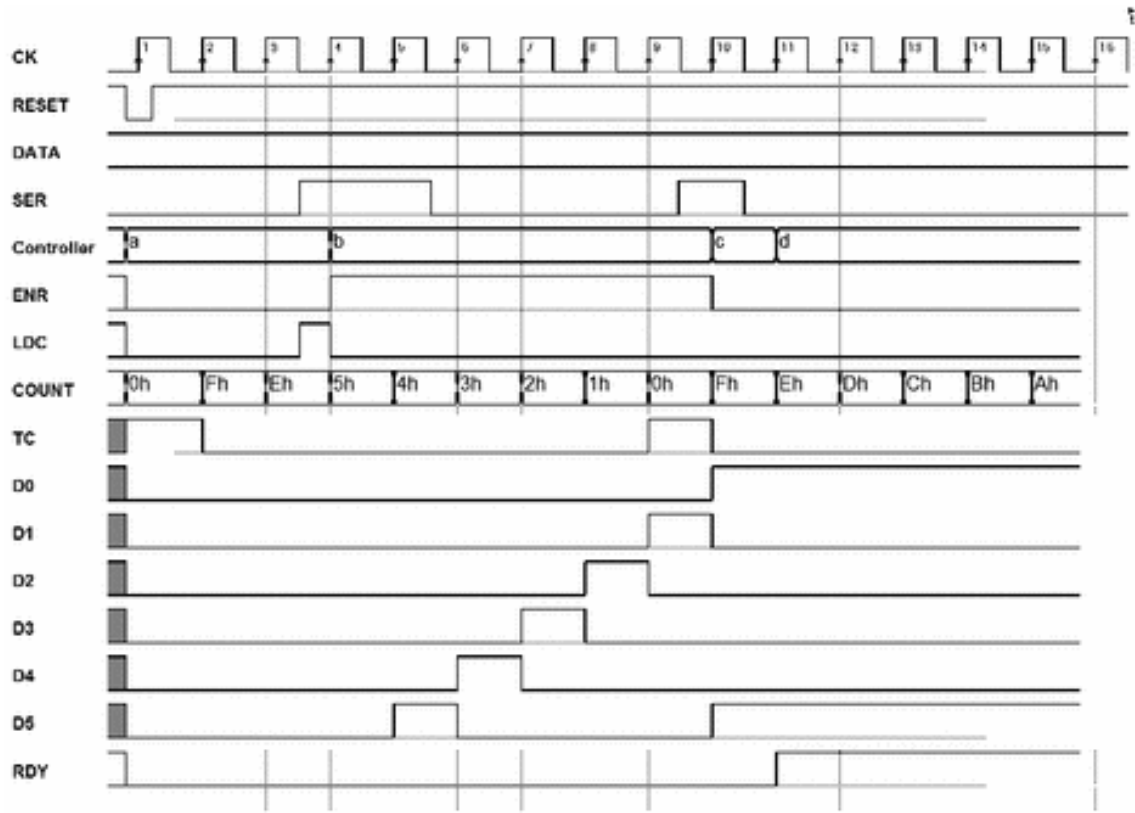 t
CK 1 2 3 4 5 6 7 8 9 10 11 12 13 14 15 16
RESET
DATA
SER
Controller a b c d
ENR
LDC
COUNT 0h Fh Eh 5h 4h 3h 2h 1h 0h Fh Eh Dh Ch Bh Ah
TC
D0
D1
D2
D3
D4
D5
RDY